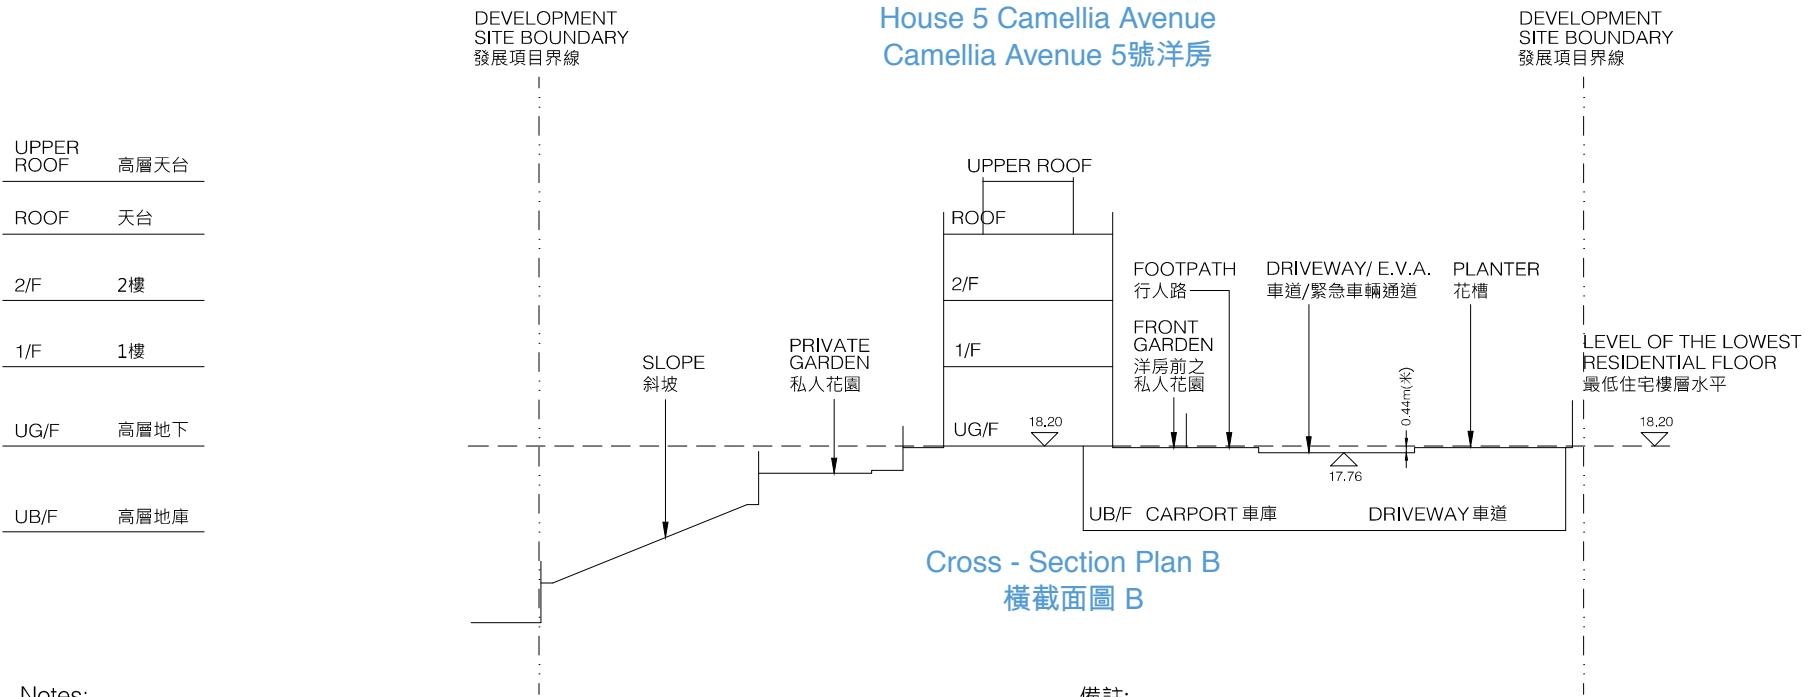 DEVELOPMENT
SITE BOUNDARY
發展項目界線
House 5 Camellia Avenue
Camellia Avenue 5號洋房
DEVELOPMENT
SITE BOUNDARY
發展項目界線
UPPER
ROOF 高層天台
ROOF 天台
2/F 2樓
1/F 1樓
UG/F 高層地下
UB/F 高層地庫
UPPER ROOF
ROOF
2/F
1/F
UG/F
18.20
SLOPE
斜坡
PRIVATE
GARDEN
私人花園
FOOTPATH
行人路
FRONT
GARDEN
洋房前之
私人花園
DRIVEWAY/ E.V.A.
車道/緊急車輛通道
PLANTER
花槽
0.44m(米)
17.76
LEVEL OF THE LOWEST
RESIDENTIAL FLOOR
最低住宅樓層水平
18.20
UB/F CARPORT 車庫 DRIVEWAY 車道
Cross - Section Plan B
橫截面圖 B
Notes:
備註: